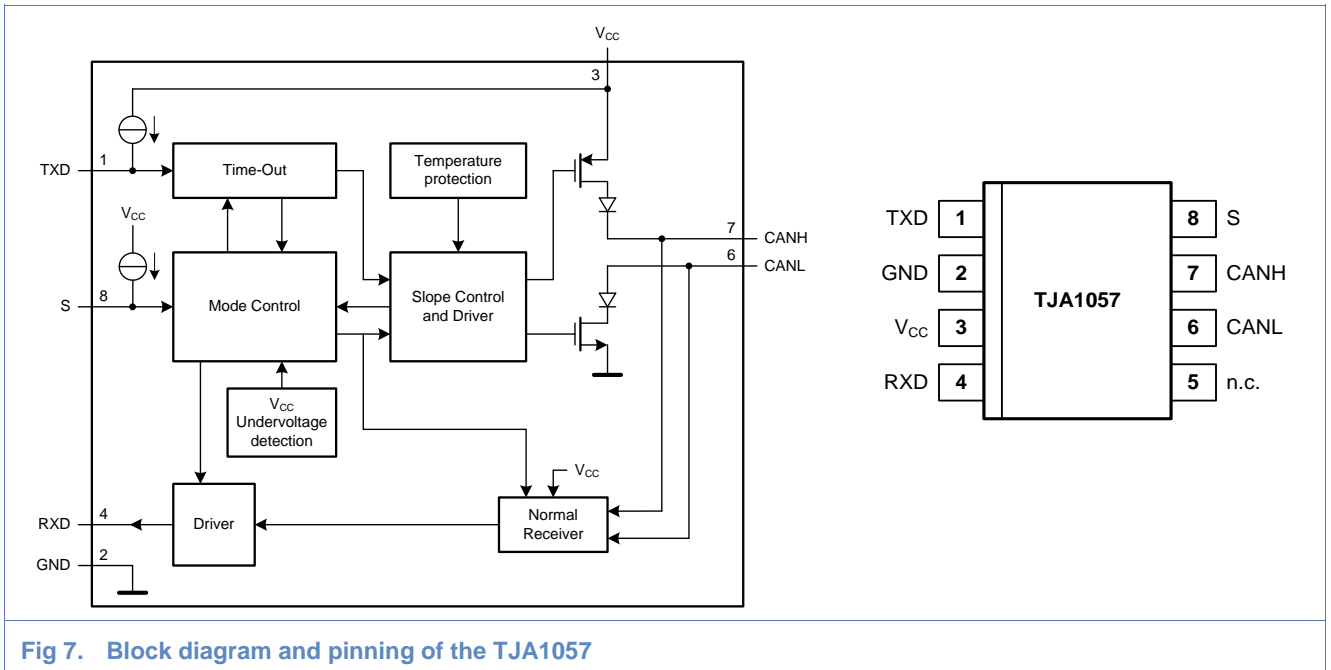 VCC
3
TXD
1
Time-Out
Temperature
protection
VCC
7
CANH
6
CANL
S
8
Mode Control
Slope Control
and Driver
VCC
Undervoltage
detection
VCC
RXD
4
Driver
Normal
Receiver
GND
2
TXD 1
8 S
GND 2
7 CANH
TJA1057
VCC 3
6 CANL
RXD 4
5 n.c.
Fig 7. Block diagram and pinning of the TJA1057